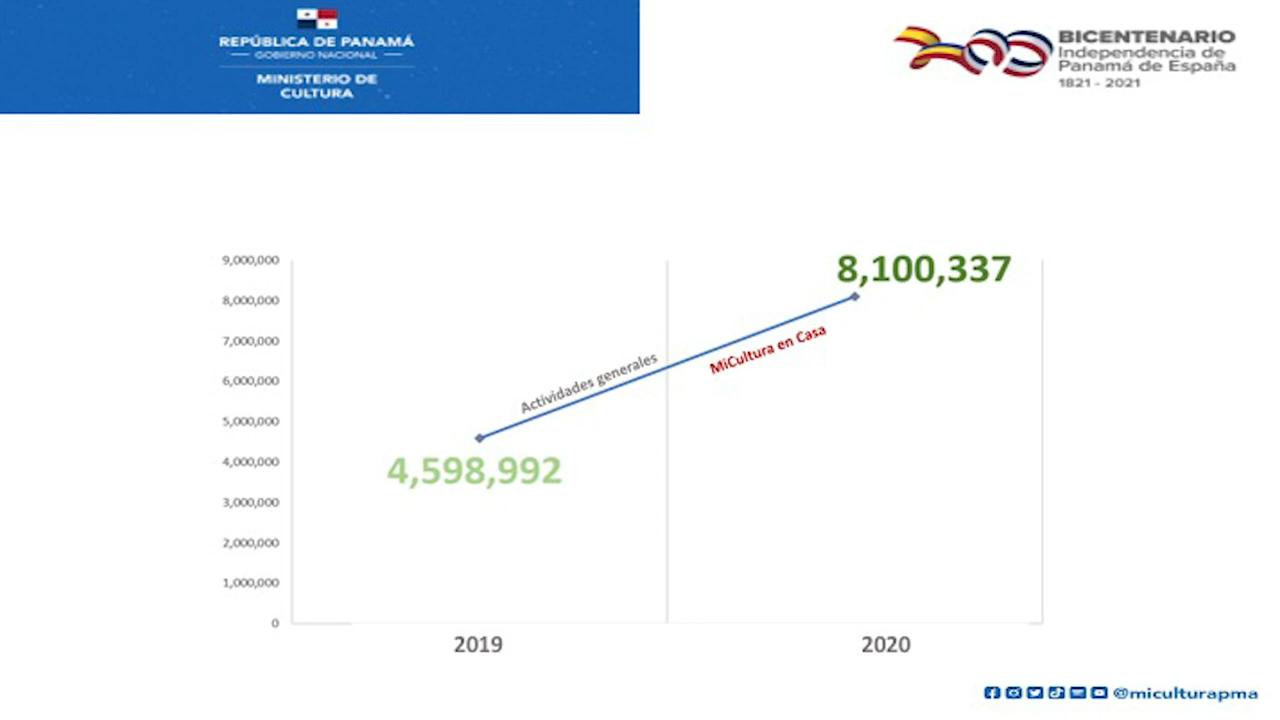 REPÚBLICA DE PANAMÁ
GOBIERNO NACIONAL
MINISTERIO DE
CULTURA
BICENTENARIO
Independencia de
Panamá de España
1821 - 2021
9,000,000
8,000,000
7,000,000
6,000,000
5,000,000
4,000,000
3,000,000
2,000,000
1,000,000
0
8,100,337
MiCultura en Casa
Actividades generales
4,598,992
2019
2020
@miculturapma